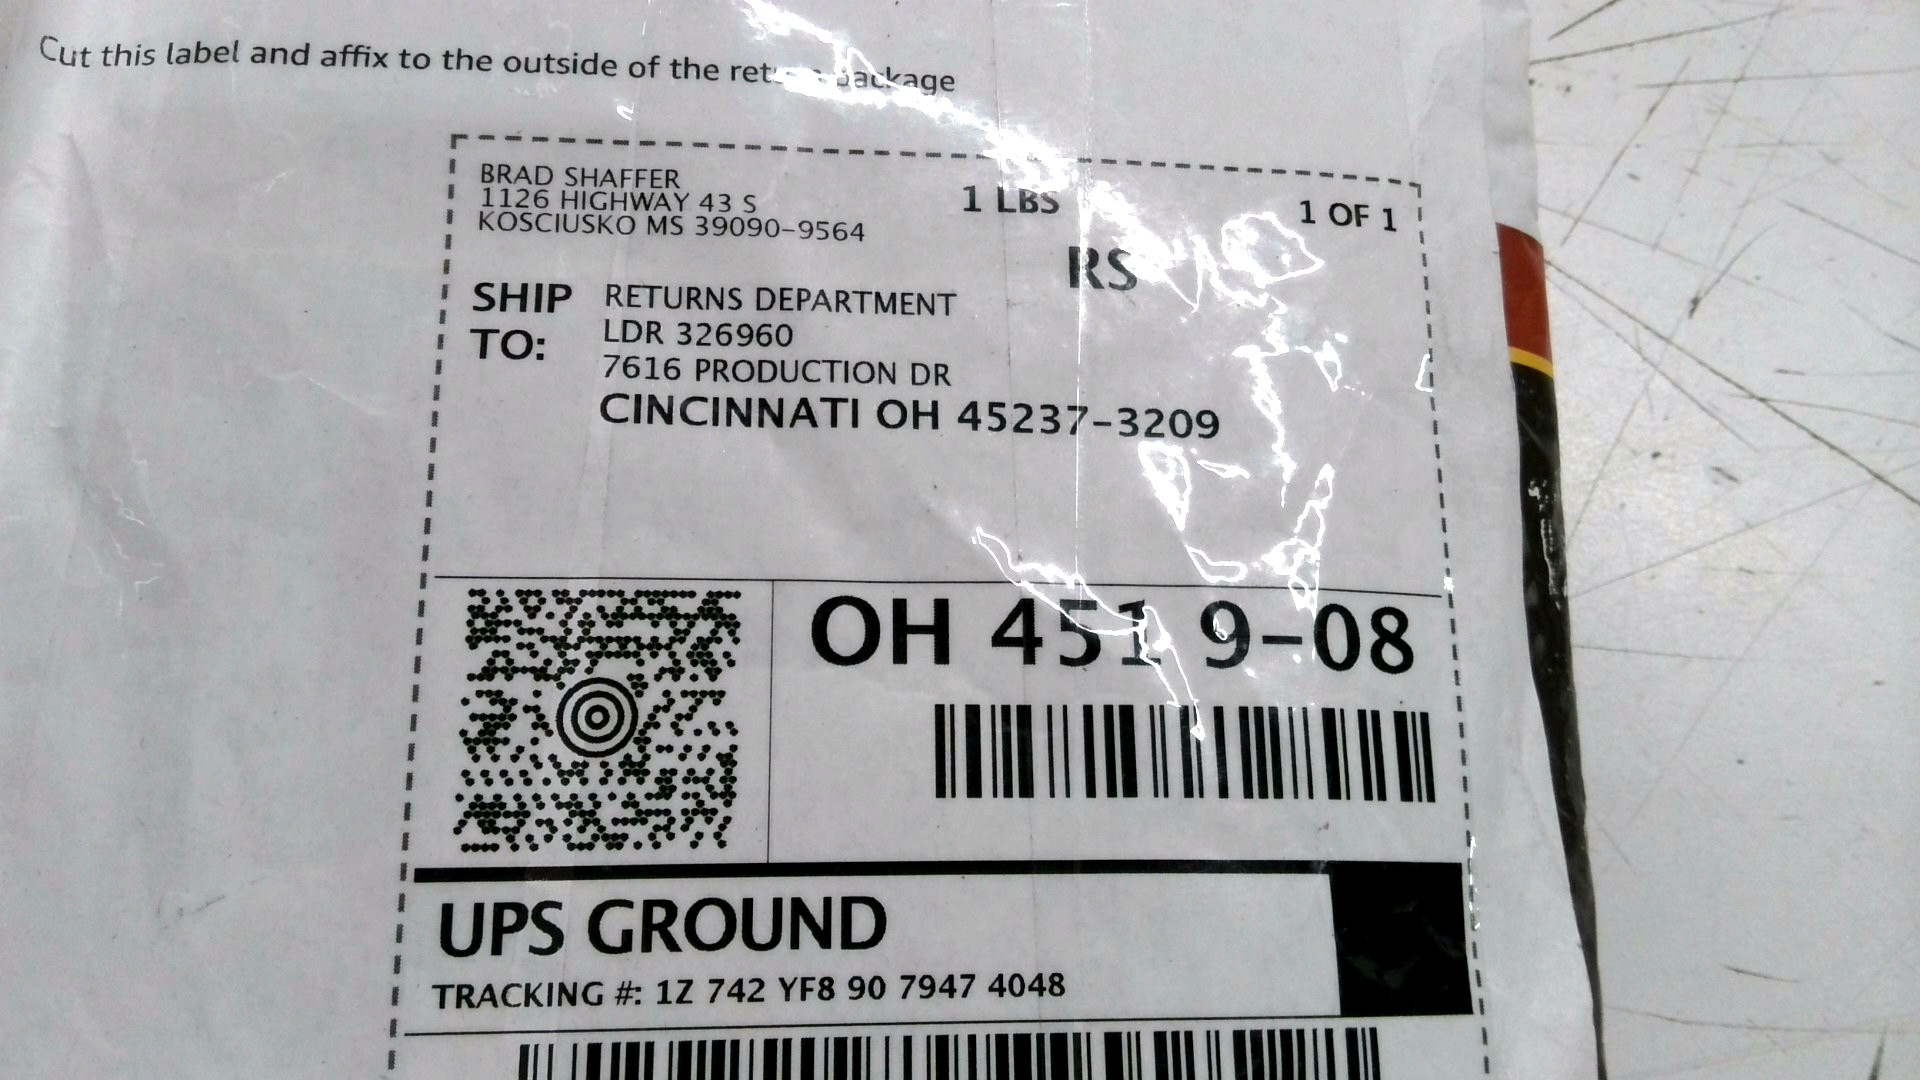 Cut this label and affix to the outside of the return package
BRAD SHAFFER
1126 HIGHWAY 43 S
KOSCIUSKO MS 39090-9564
1 LBS
1 OF 1
RS
SHIP TO:
RETURNS DEPARTMENT
LDR 326960
7616 PRODUCTION DR
CINCINNATI OH 45237-3209
OH 451 9-08
UPS GROUND
TRACKING #: 1Z 742 YF8 90 7947 4048